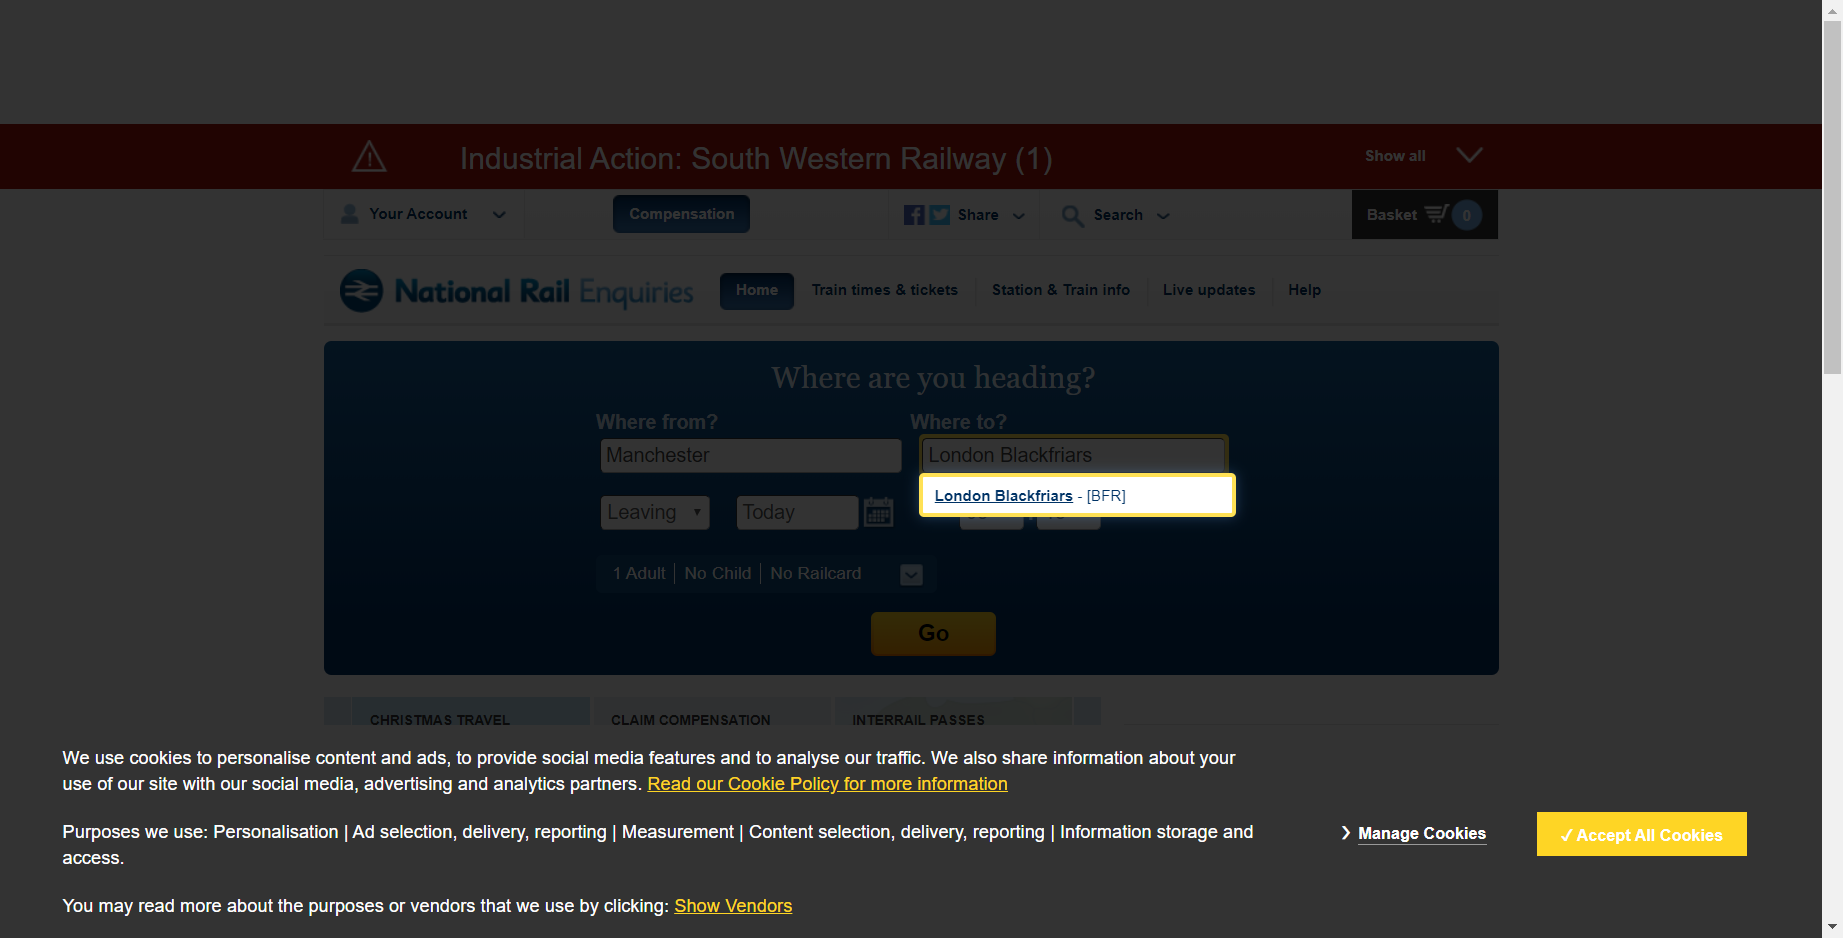 Industrial Action: South Western Railway (1)
Show all
Your Account
Compensation
Share
Search
Basket
0
National Rail Enquiries
Home
Train times & tickets
Station & Train info
Live updates
Help
Where are you heading?
Where from?
Where to?
Manchester
London Blackfriars
London Blackfriars - [BFR]
Leaving
Today
1 Adult
No Child
No Railcard
Go
CHRISTMAS TRAVEL
CLAIM COMPENSATION
INTERRAIL PASSES
We use cookies to personalise content and ads, to provide social media features and to analyse our traffic. We also share information about your
use of our site with our social media, advertising and analytics partners. Read our Cookie Policy for more information
Purposes we use: Personalisation | Ad selection, delivery, reporting | Measurement | Content selection, delivery, reporting | Information storage and
access.
Manage Cookies
✓ Accept All Cookies
You may read more about the purposes or vendors that we use by clicking: Show Vendors